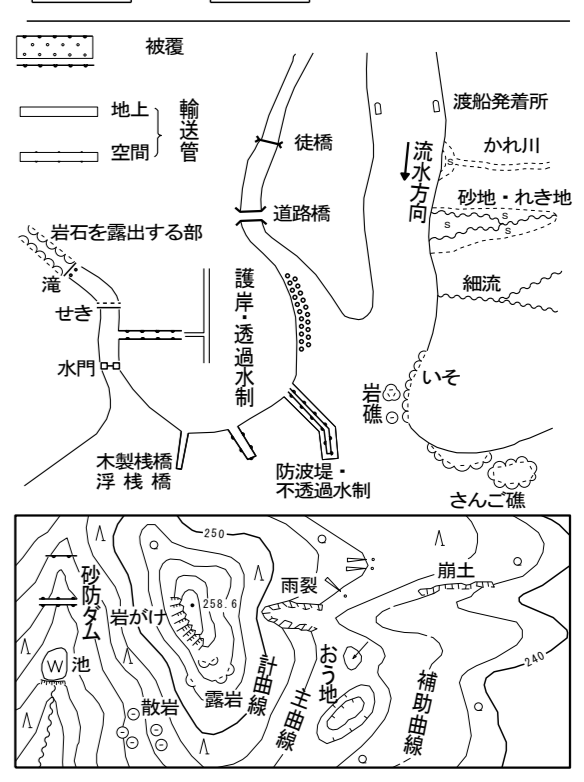 被覆
地上
空間
輸送管
徒橋
道路橋
渡船発着所
かれ川
流水方向
砂地・れき地
S
S
S
岩石を露出する部
滝
せき
水門
護岸・透過水制
細流
いそ
岩礁
木製桟橋
浮桟橋
防波堤・
不透過水制
さんご礁
250
雨裂
崩土
砂防ダム
岩がけ
258.6
池
W
散岩
露岩
計曲線
主曲線
おう地
補助曲線
240